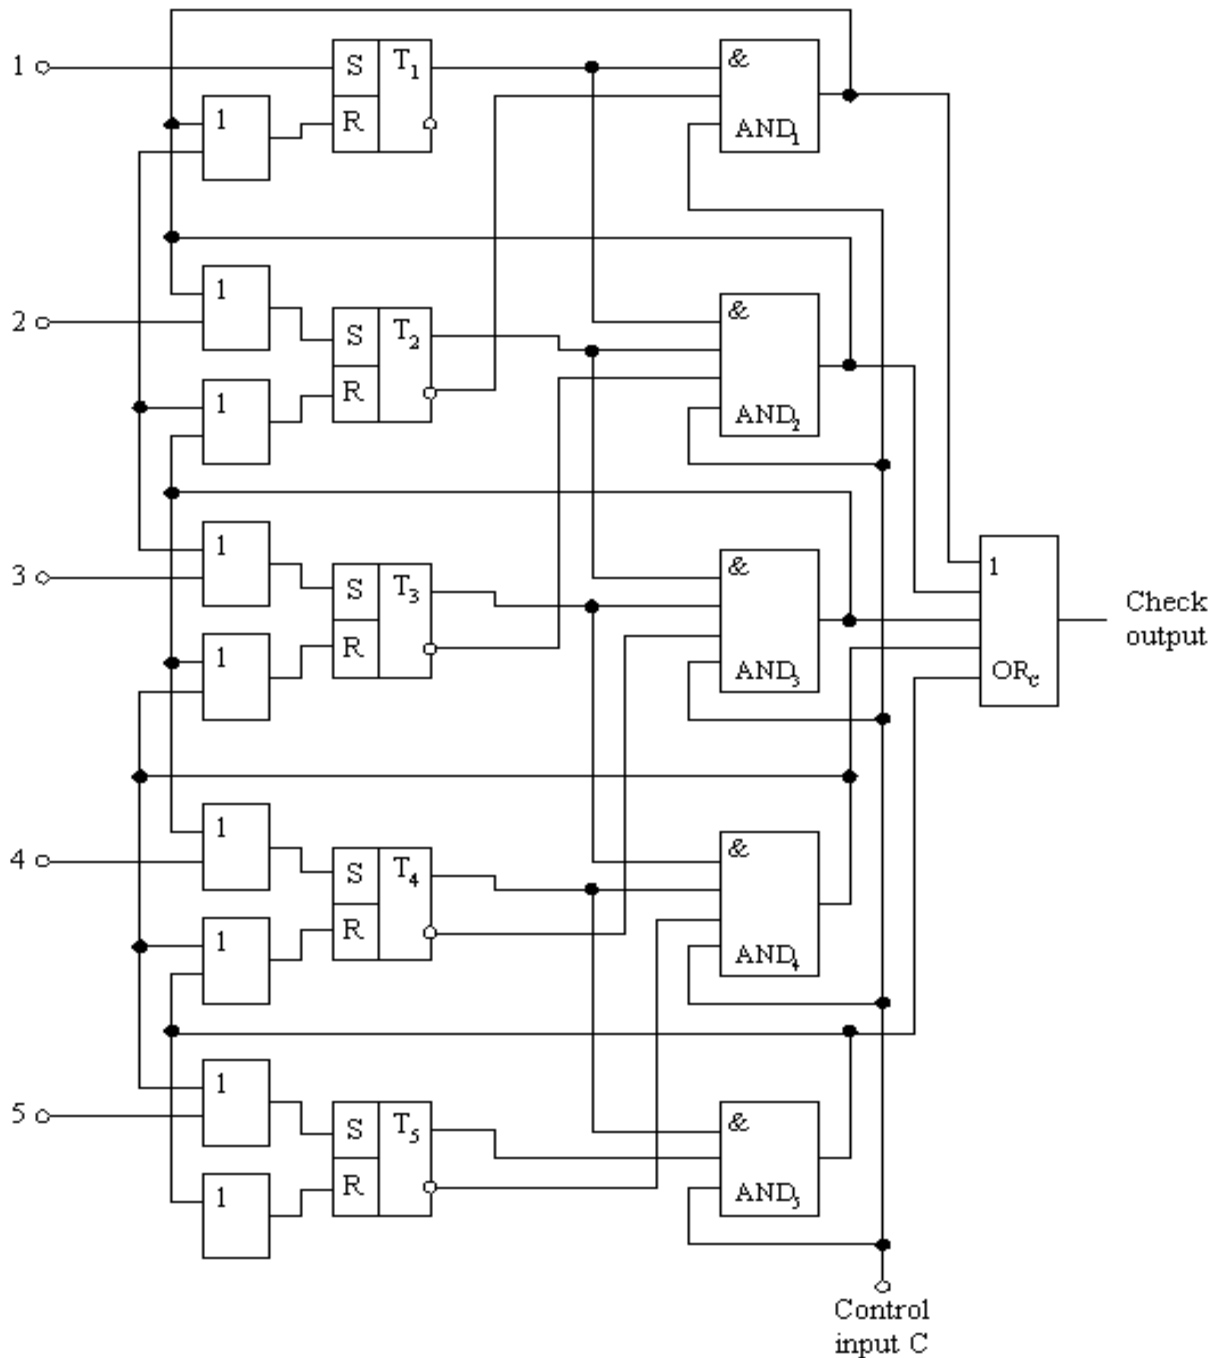 1
S
T1
R
1
&
AND1
1
2
S
T2
R
1
&
AND2
1
3
S
T3
R
1
&
AND3
1
ORc
Check
output
1
4
S
T4
R
1
&
AND4
1
5
S
T5
R
1
&
AND5
Control
input C